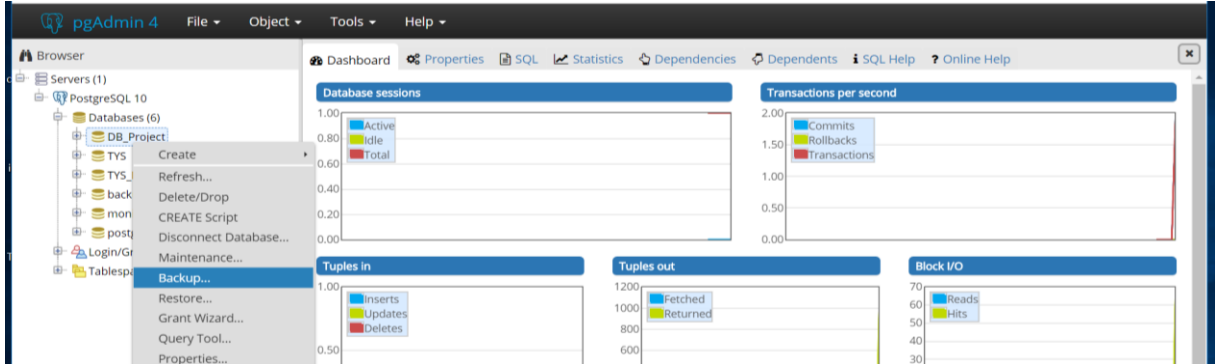 pgAdmin 4 File Object Tools Help
Browser
Dashboard Properties SQL Statistics Dependencies Dependents SQL Help ? Online Help
Servers (1)
PostgreSQL 10
Databases (6)
DB_Project
TYS
TYS_
back
mon
postg
Login/Gr
Tablespa
Create
Refresh...
Delete/Drop
CREATE Script
Disconnect Database...
Maintenance...
Backup...
Restore...
Grant Wizard...
Query Tool...
Properties...
Database sessions
1.00
0.80
0.60
0.40
0.20
0.00
Active
Idle
Total
Transactions per second
2.00
1.50
1.00
0.50
0.00
Commits
Rollbacks
Transactions
Tuples in
1.00
0.50
Inserts
Updates
Deletes
Tuples out
1200
1000
800
600
Fetched
Returned
Block I/O
70
60
50
40
30
Reads
Hits